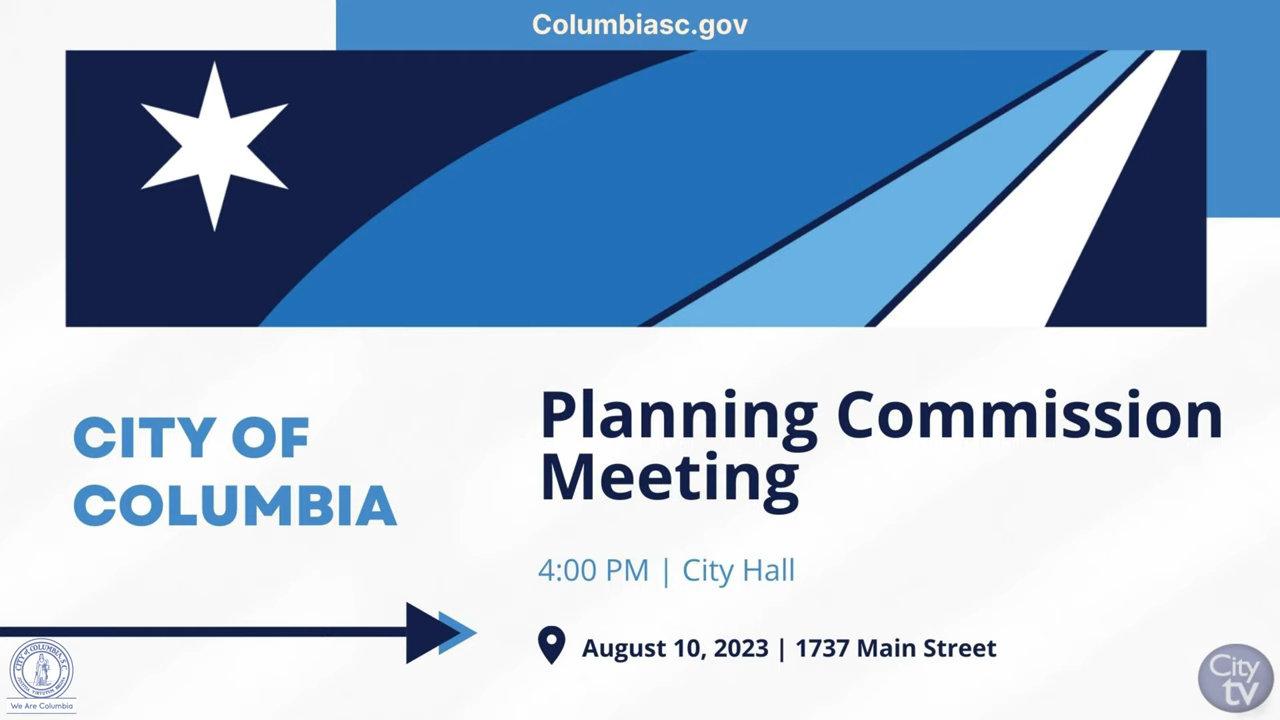 Columbiasc.gov
CITY OF
COLUMBIA
Planning Commission
Meeting
4:00 PM | City Hall
August 10, 2023 | 1737 Main Street
We Are Columbia
City
tv